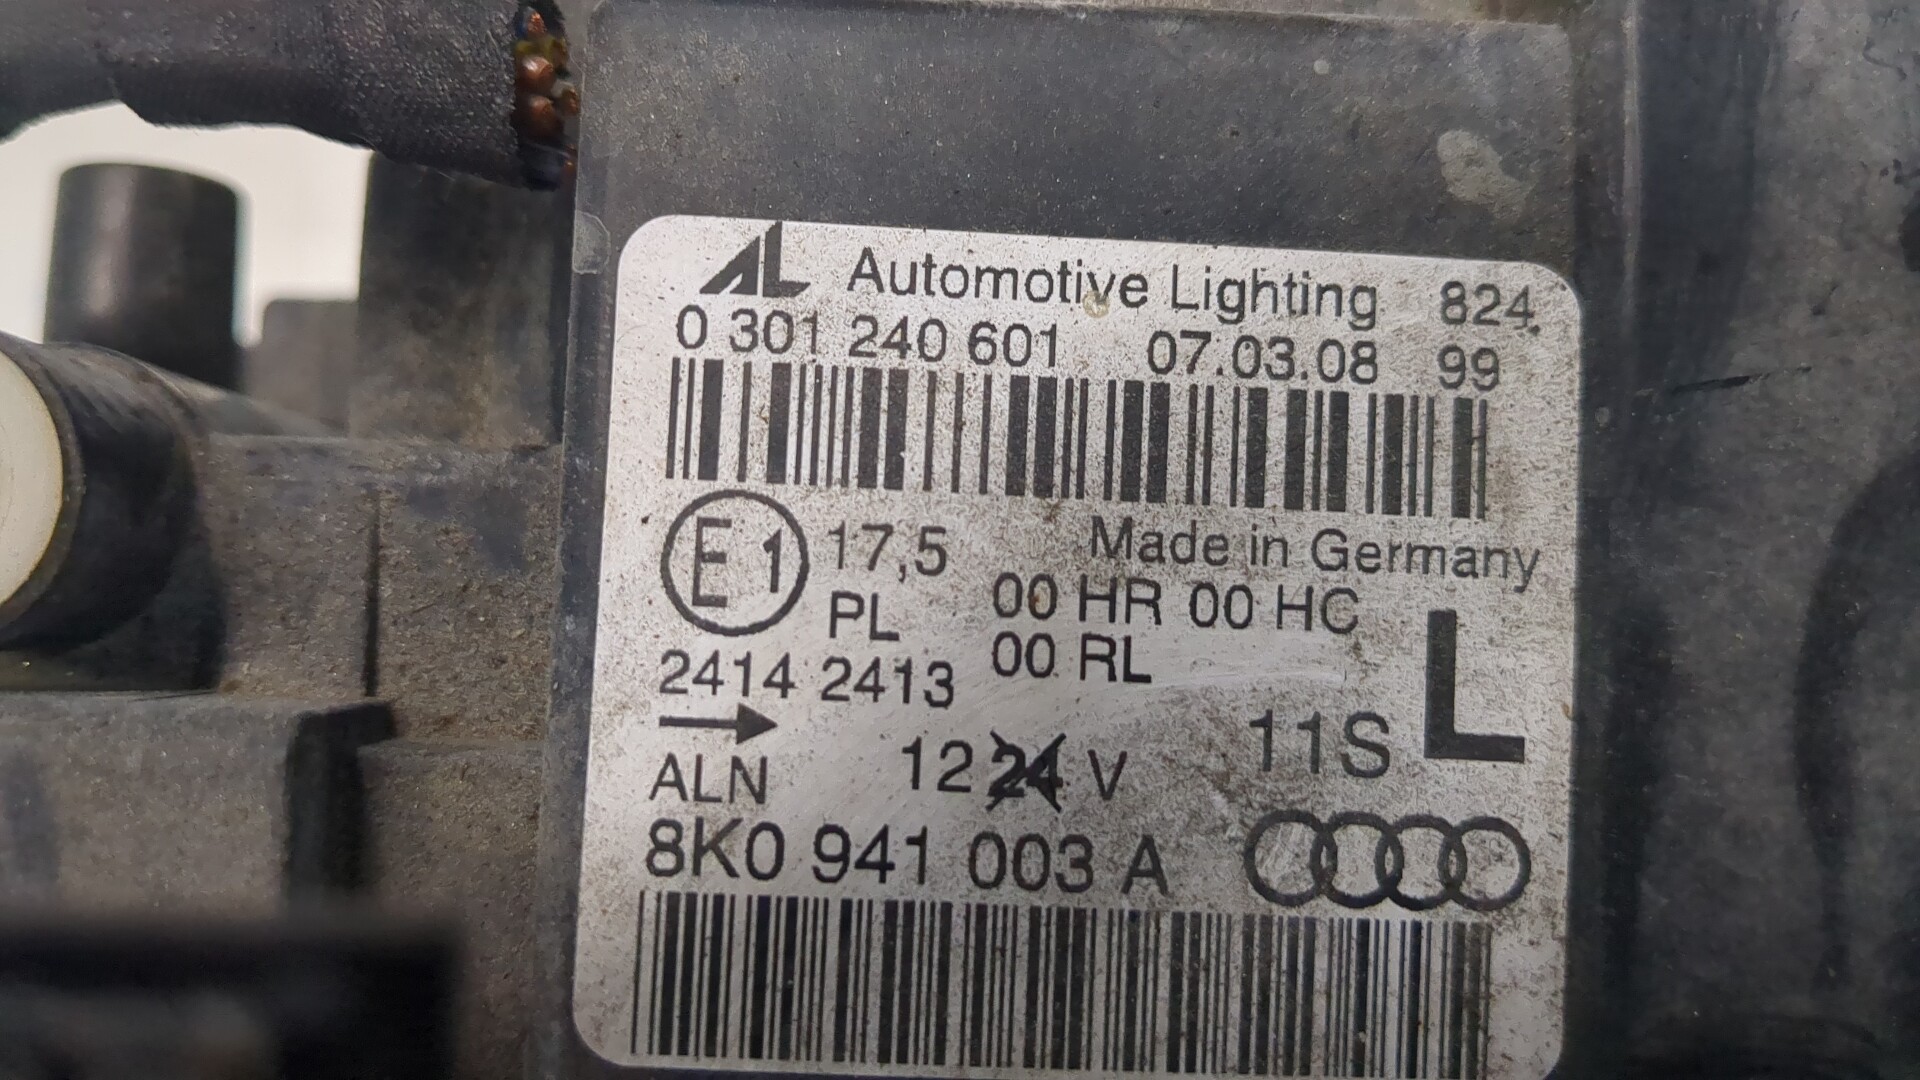 AL Automotive Lighting 824
0 301 240 601 07.03.08 99
E1 17,5 Made in Germany
PL 00 HR 00 HC
2414 2413 00 RL L
ALN 12 24 V 11S
8K0 941 003 A